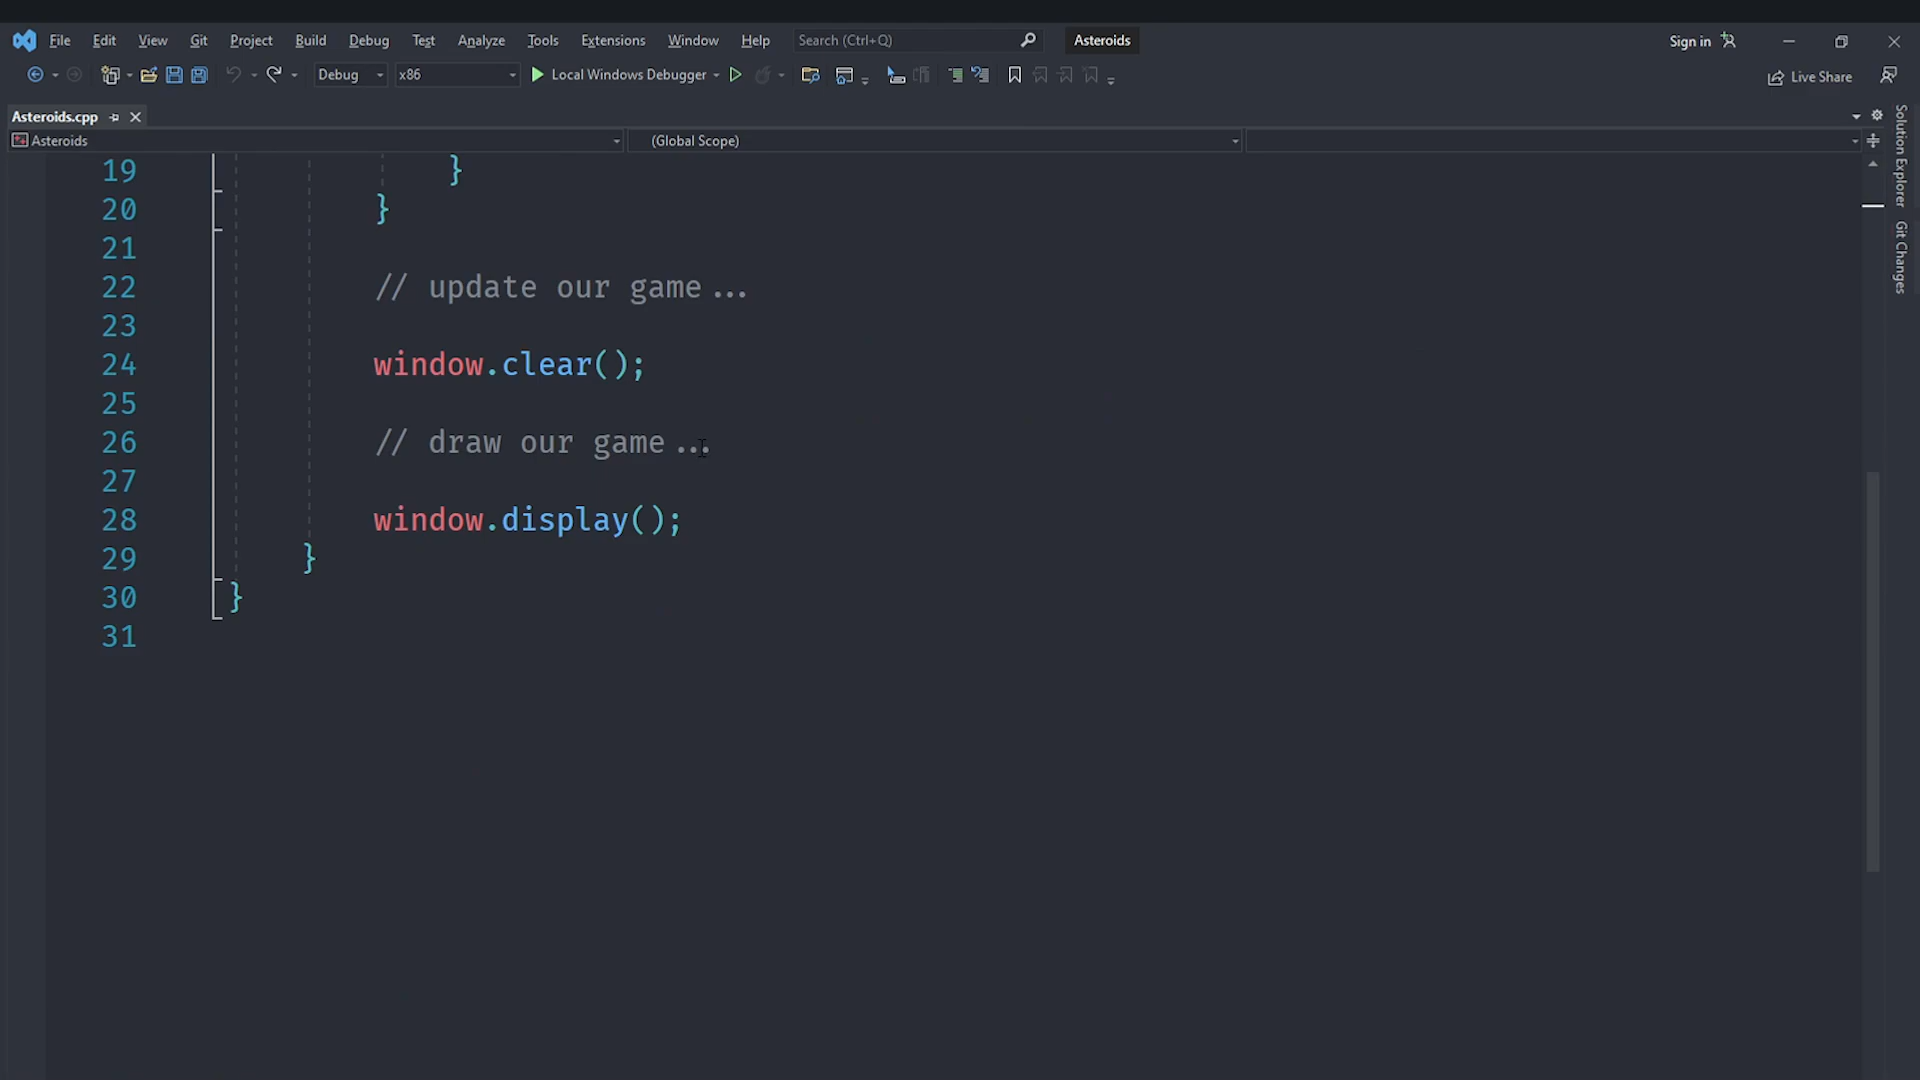 File Edit View Git Project Build Debug Test Analyze Tools Extensions Window Help Search (Ctrl+Q) Asteroids Sign in
Debug x86 Local Windows Debugger Live Share
Asteroids.cpp
Asteroids (Global Scope)
19 }
20 }
21
22 // update our game...
23
24 window.clear();
25
26 // draw our game...
27
28 window.display();
29 }
30 }
31
Solution Explorer
Git Changes